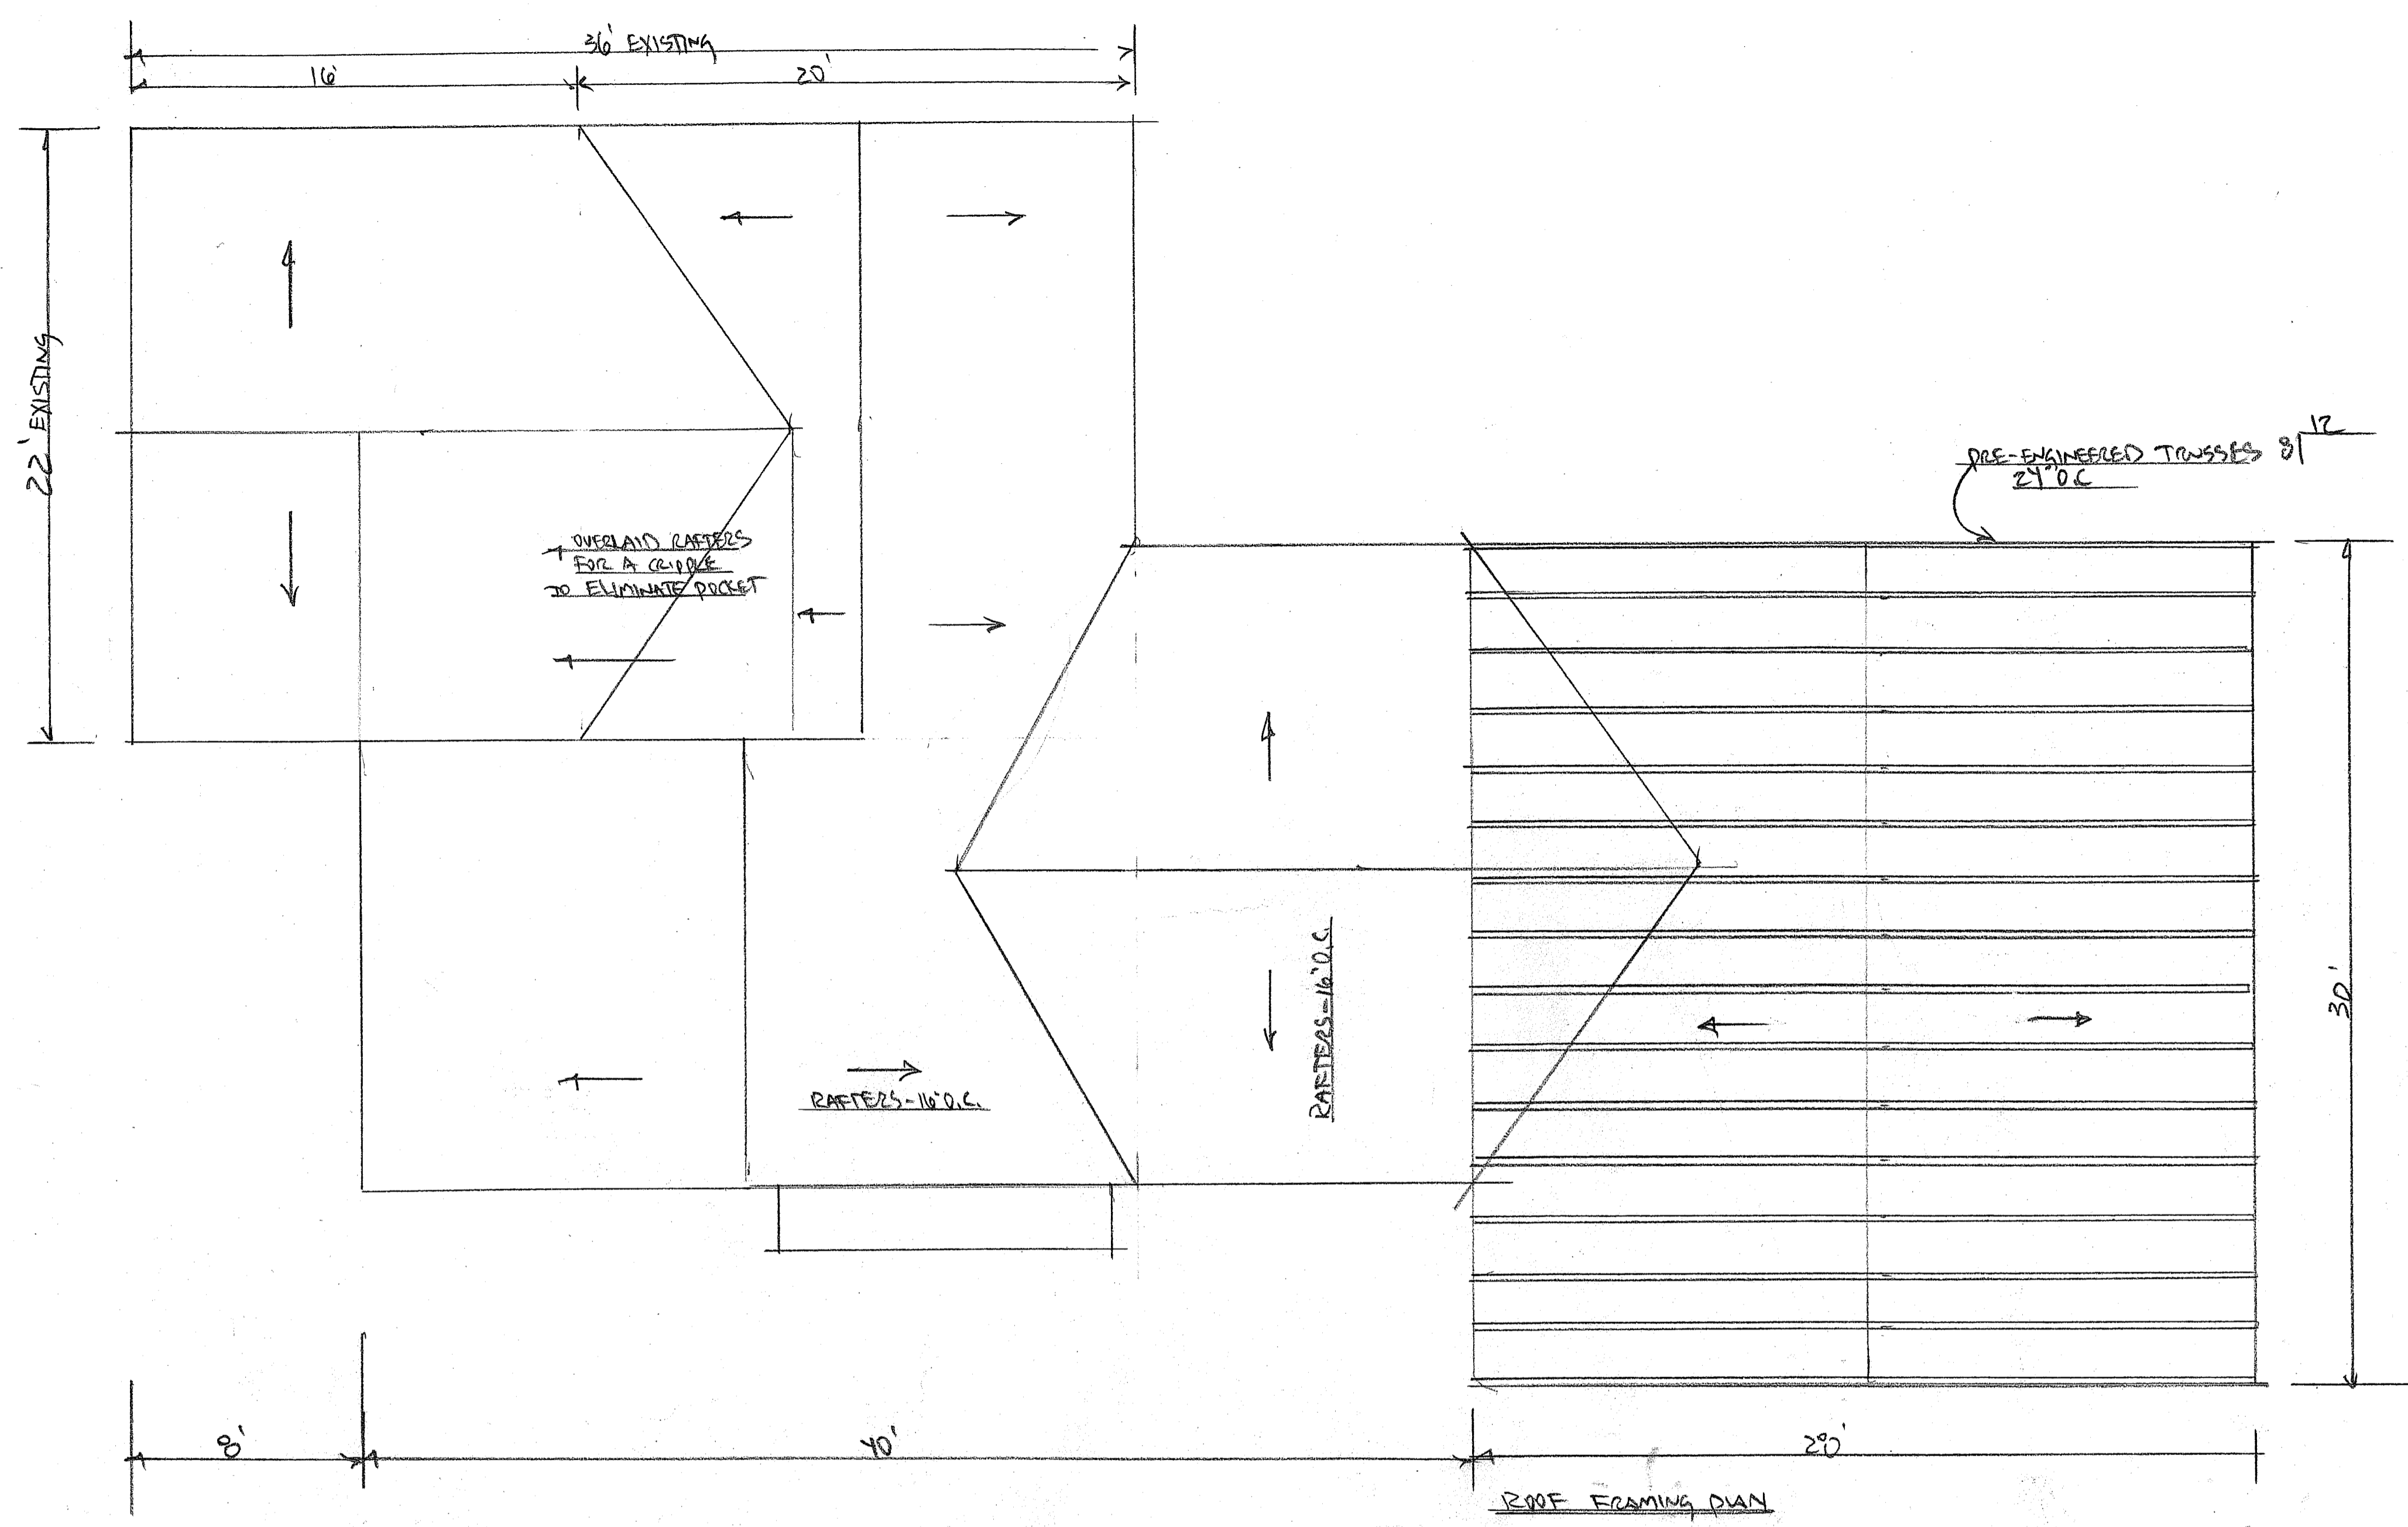 36' EXISTING
16'
20'
22' EXISTING
PRE-ENGINEERED TRUSSES 8 12
24" O.C
OVERLAID RAFTERS
FOR A CRIPPLE
TO ELIMINATE POCKET
RAFTERS-16" O.C.
RAFTERS-16" O.C.
30'
8'
40'
28'
ROOF FRAMING PLAN